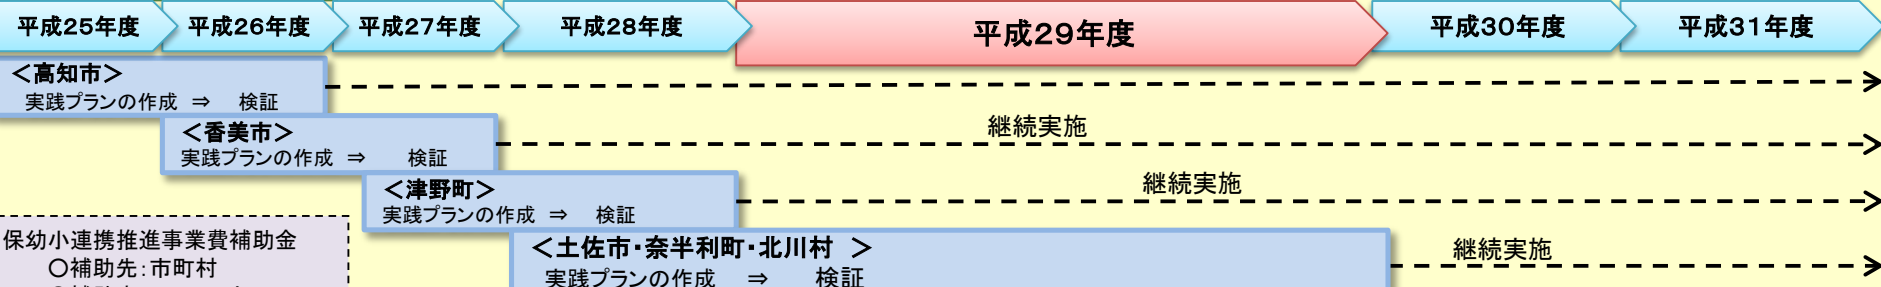 平成25年度 平成26年度 平成27年度 平成28年度 平成29年度 平成30年度 平成31年度
＜高知市＞
実践プランの作成 ⇒ 検証
＜香美市＞
実践プランの作成 ⇒ 検証
継続実施
＜津野町＞
実践プランの作成 ⇒ 検証
継続実施
＜土佐市・奈半利町・北川村 ＞
実践プランの作成 ⇒ 検証
継続実施
保幼小連携推進事業費補助金
○補助先：市町村